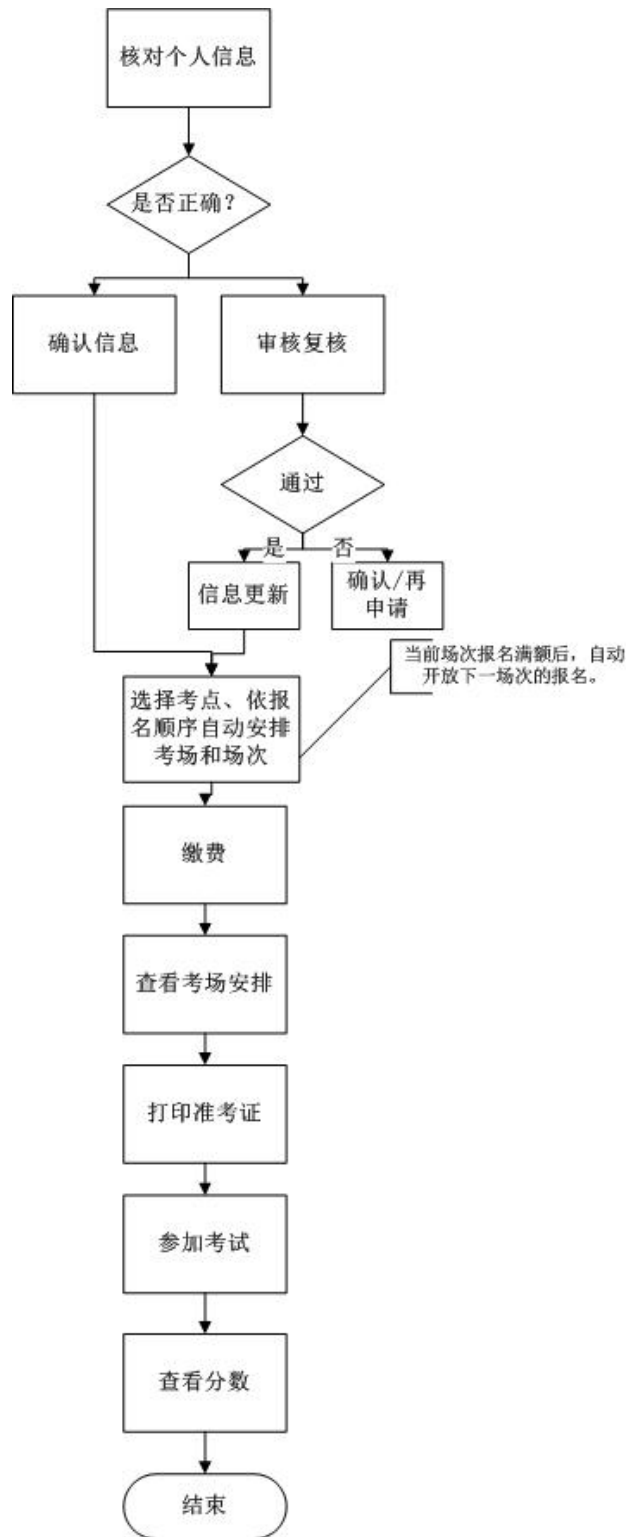 核对个人信息
是否正确?
确认信息
审核复核
通过
是
否
信息更新
确认/再
申请
当前场次报名满额后，自动
开放下一场次的报名。
选择考点、依报
名顺序自动安排
考场和场次
缴费
查看考场安排
打印准考证
参加考试
查看分数
结束